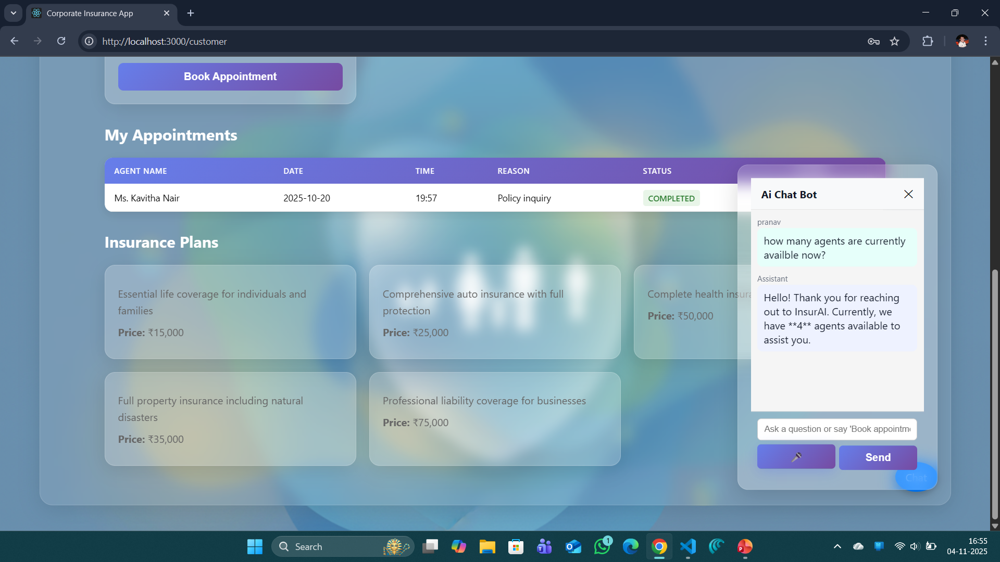 Corporate Insurance App
http://localhost:3000/customer
Book Appointment
My Appointments
AGENT NAME DATE TIME REASON STATUS
Ms. Kavitha Nair 2025-10-20 19:57 Policy inquiry COMPLETED
Insurance Plans
Essential life coverage for individuals and
families
Price: ₹15,000
Comprehensive auto insurance with full
protection
Price: ₹25,000
Complete health insura
Price: ₹50,000
Full property insurance including natural
disasters
Price: ₹35,000
Professional liability coverage for businesses
Price: ₹75,000
Ai Chat Bot
pranav
how many agents are currently
availble now?
Assistant
Hello! Thank you for reaching
out to InsurAI. Currently, we
have **4** agents available to
assist you.
Ask a question or say 'Book appointme
Send
Chat
Search
1
16:55
04-11-2025